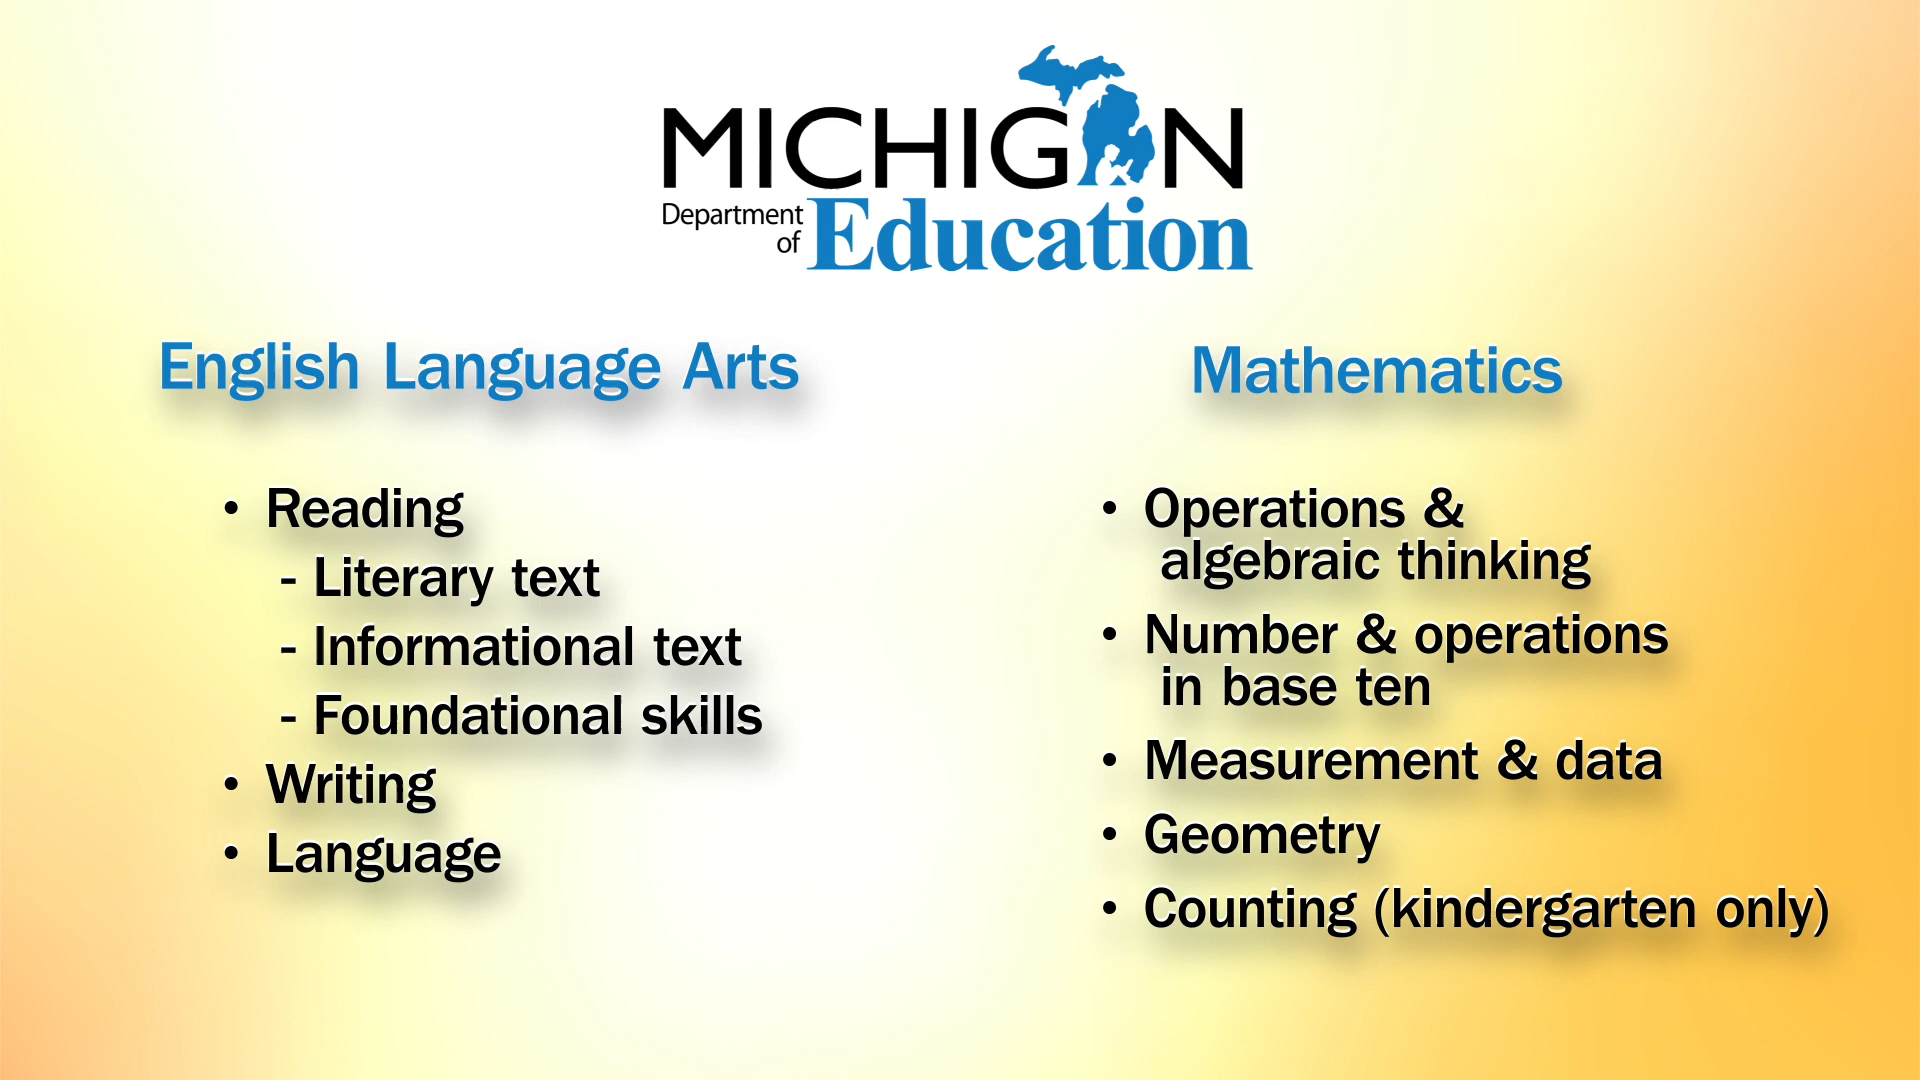 MICHIGAN
Department
of Education
English Language Arts
• Reading
- Literary text
- Informational text
- Foundational skills
• Writing
• Language
Mathematics
• Operations &
algebraic thinking
• Number & operations
in base ten
• Measurement & data
• Geometry
• Counting (kindergarten only)